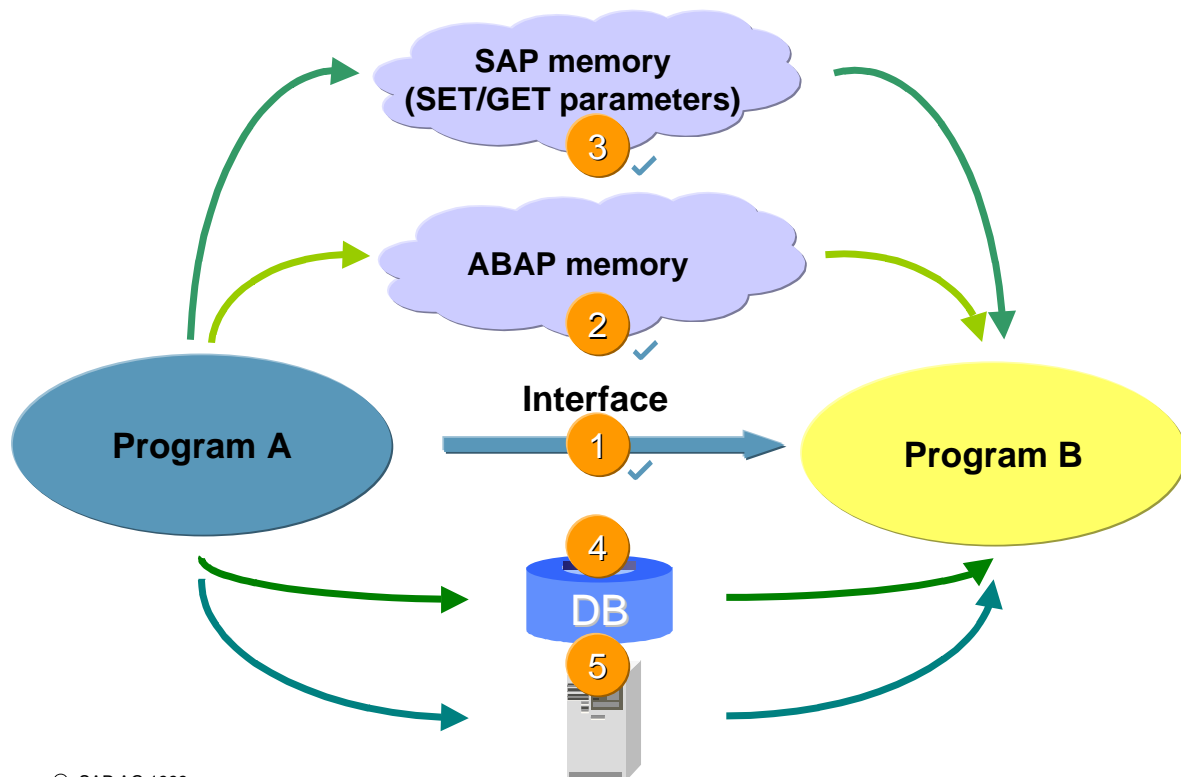 SAP memory
(SET/GET parameters)
3
ABAP memory
2
Interface
Program A
1
Program B
4
DB
5